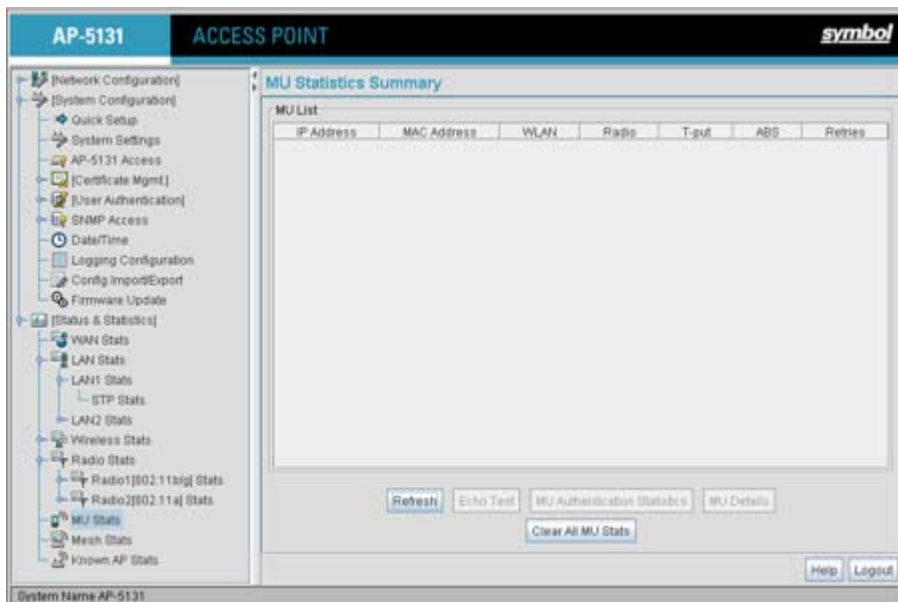 AP-5131 ACCESS POINT symbol
[Network Configuration]
[System Configuration]
Quick Setup
System Settings
AP-5131 Access
[Certificate Mgmt.]
[User Authentication]
SNMP Access
Date/Time
Logging Configuration
Config Import/Export
Firmware Update
[Status & Statistics]
WAN Stats
LAN Stats
LAN1 Stats
STP Stats
LAN2 Stats
Wireless Stats
Radio Stats
Radio1[802.11b/g] Stats
Radio2[802.11a] Stats
MU Stats
Mesh Stats
Known AP Stats
MU Statistics Summary
MU List
IP Address MAC Address WLAN Radio T-put ABS Retries
Refresh Echo Test MU Authentication Statistics MU Details
Clear All MU Stats
Help Logout
System Name AP-5131